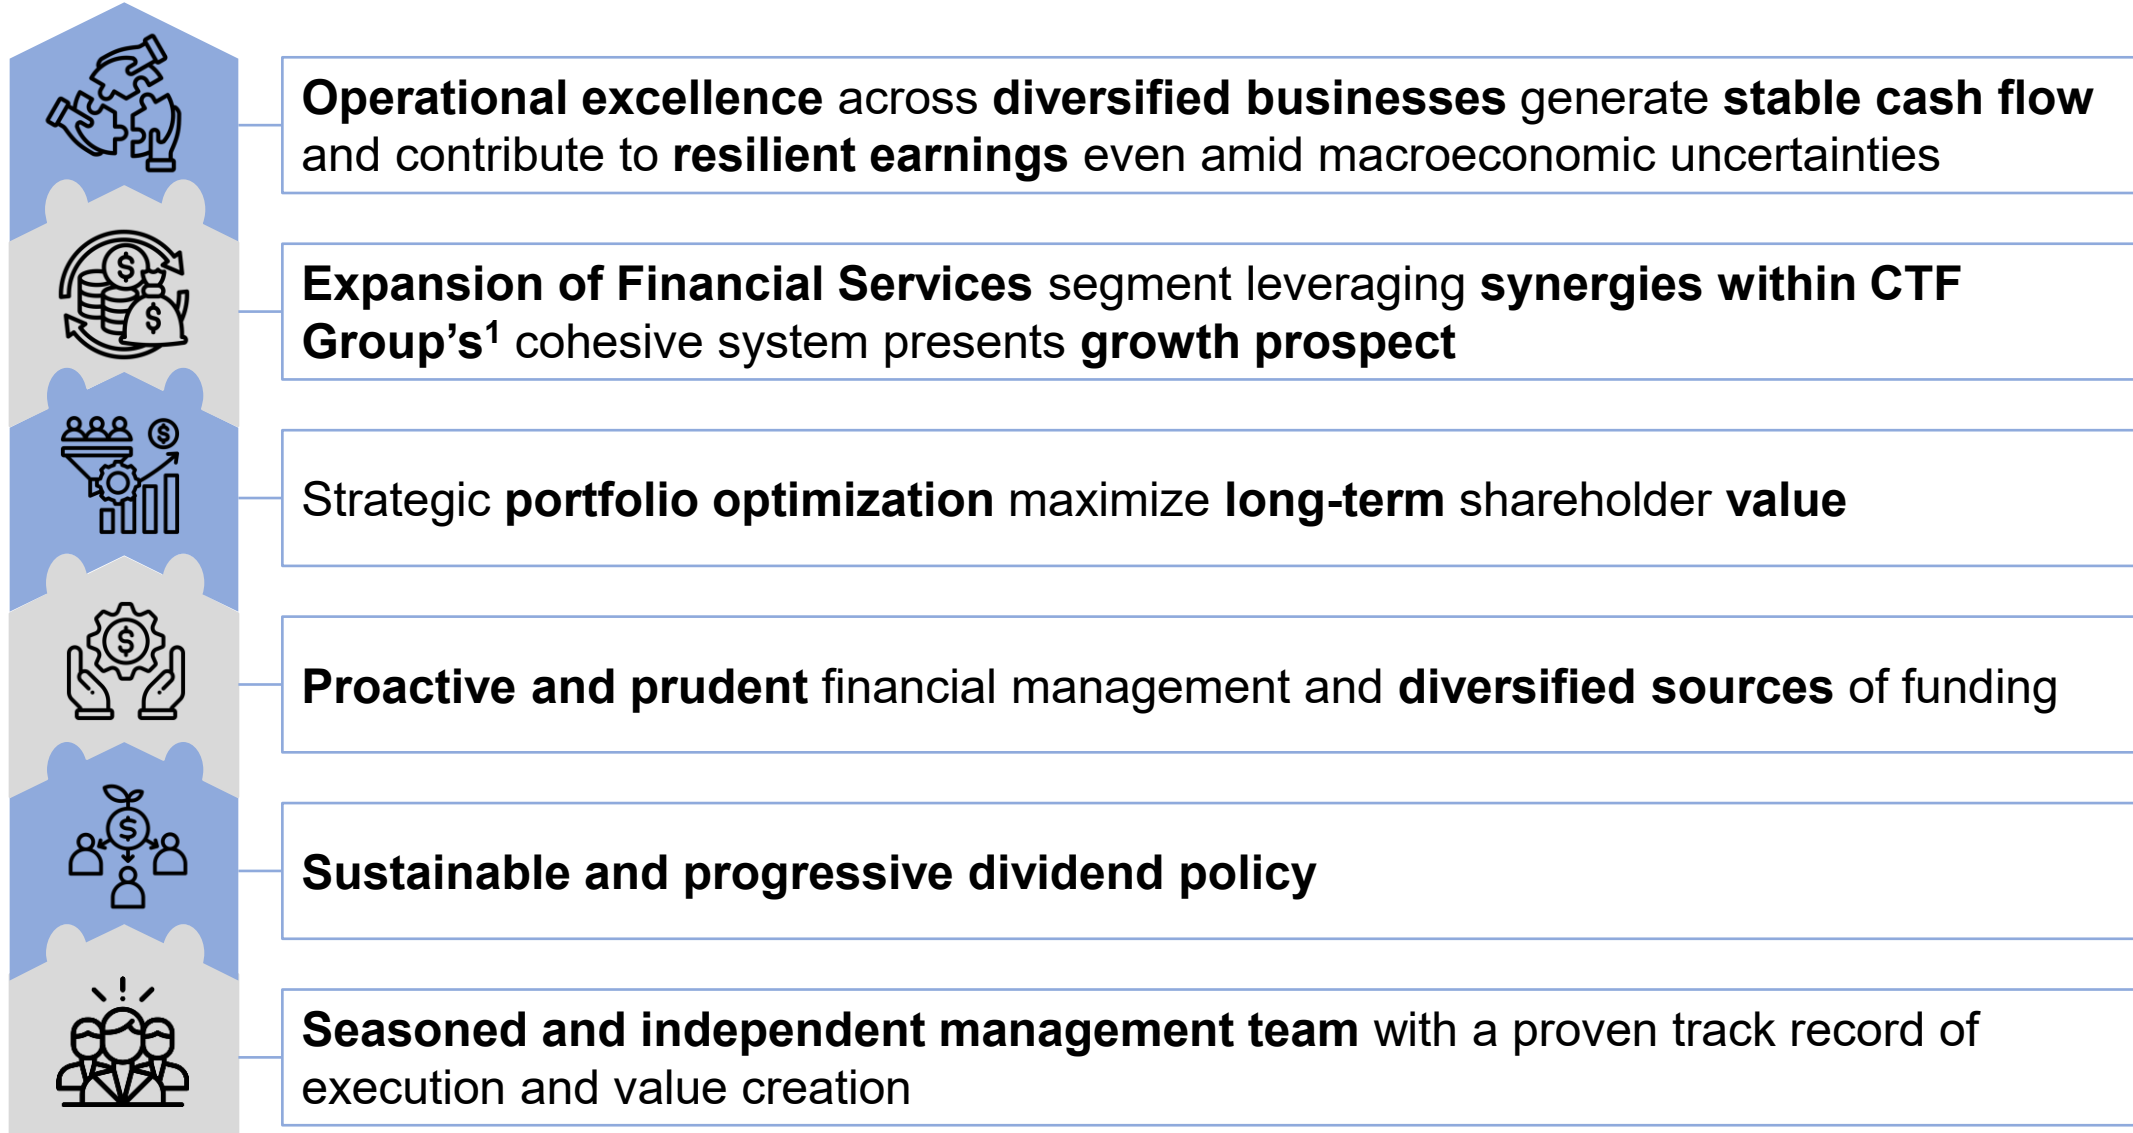 Operational excellence across diversified businesses generate stable cash flow
and contribute to resilient earnings even amid macroeconomic uncertainties
Expansion of Financial Services segment leveraging synergies within CTF
Group’s¹ cohesive system presents growth prospect
Strategic portfolio optimization maximize long-term shareholder value
Proactive and prudent financial management and diversified sources of funding
Sustainable and progressive dividend policy
Seasoned and independent management team with a proven track record of
execution and value creation